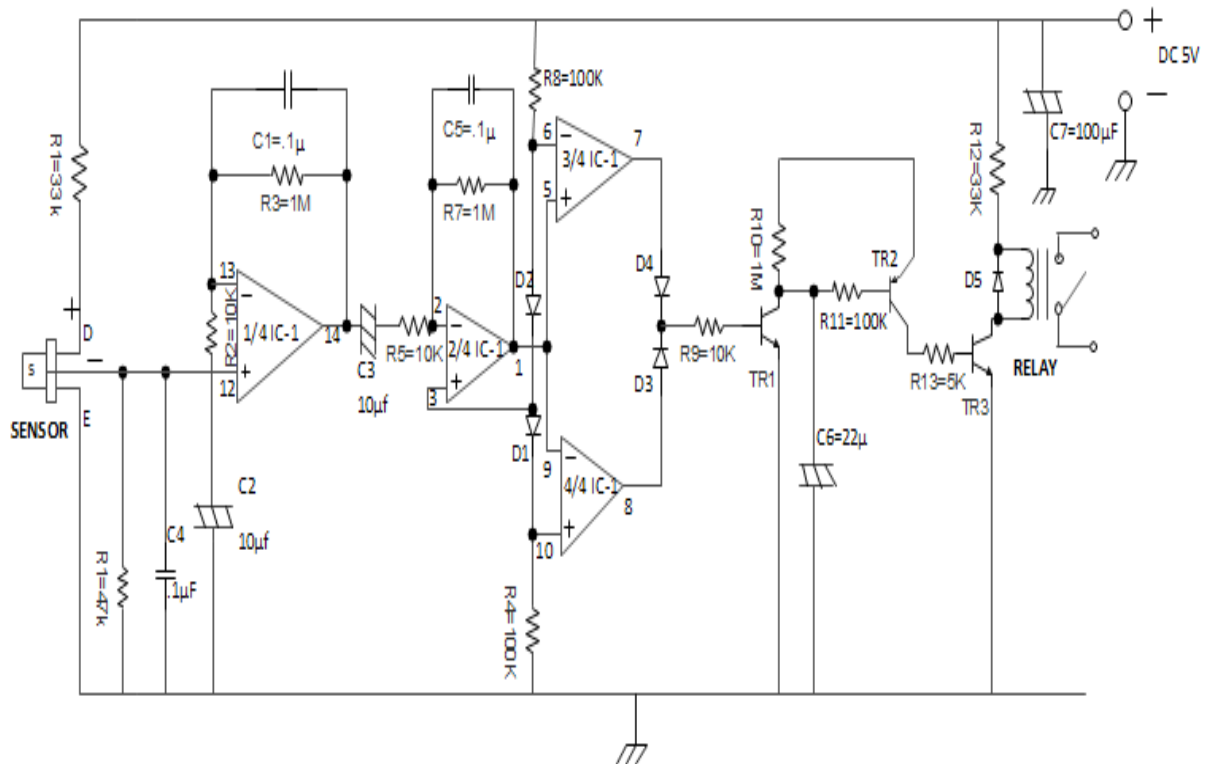 +
DC 5V
−
C7=100µF
R8=100K
C1=.1µ
R3=1M
C5=.1µ
R7=1M
R1=33k
6
−
7
3/4 IC-1
5
+
R12=33K
R10=1M
TR2
D4
D2
D5
13
−
1/4 IC-1
14
R2=10K
+
12
+
D
−
s
E
SENSOR
C3
10µf
R5=10K
2
−
2/4 IC-1
1
+
3
R9=10K
TR1
R11=100K
R13=5K
TR3
RELAY
D3
D1
9
−
4/4 IC-1
8
+
10
C6=22µ
C2
10µf
C4
.1µF
R1=47k
R4=100K